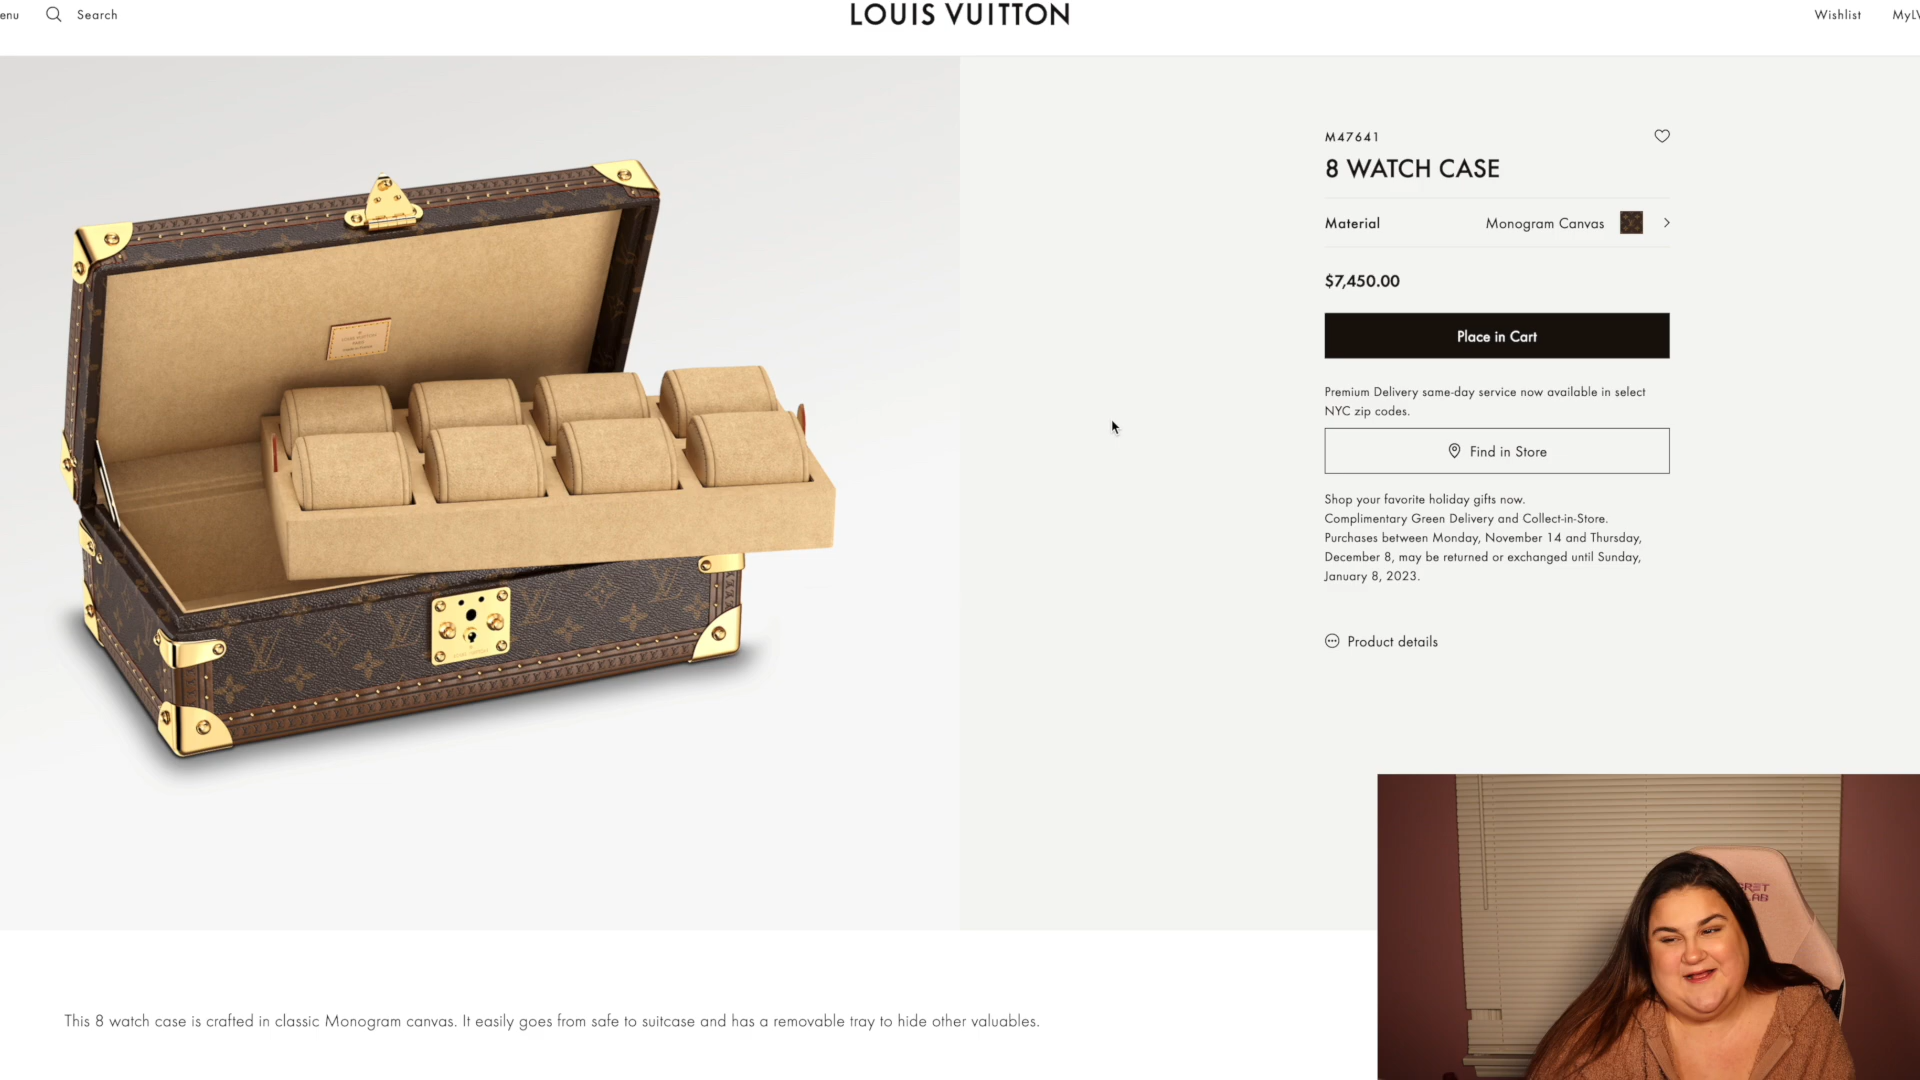 enu
Search
LOUIS VUITTON
Wishlist
MyLV
M47641
8 WATCH CASE
Material
Monogram Canvas
$7,450.00
Place in Cart
Premium Delivery same-day service now available in select
NYC zip codes.
Find in Store
Shop your favorite holiday gifts now.
Complimentary Green Delivery and Collect-in-Store.
Purchases between Monday, November 14 and Thursday,
December 8, may be returned or exchanged until Sunday,
January 8, 2023.
Product details
This 8 watch case is crafted in classic Monogram canvas. It easily goes from safe to suitcase and has a removable tray to hide other valuables.
CRET
LAB